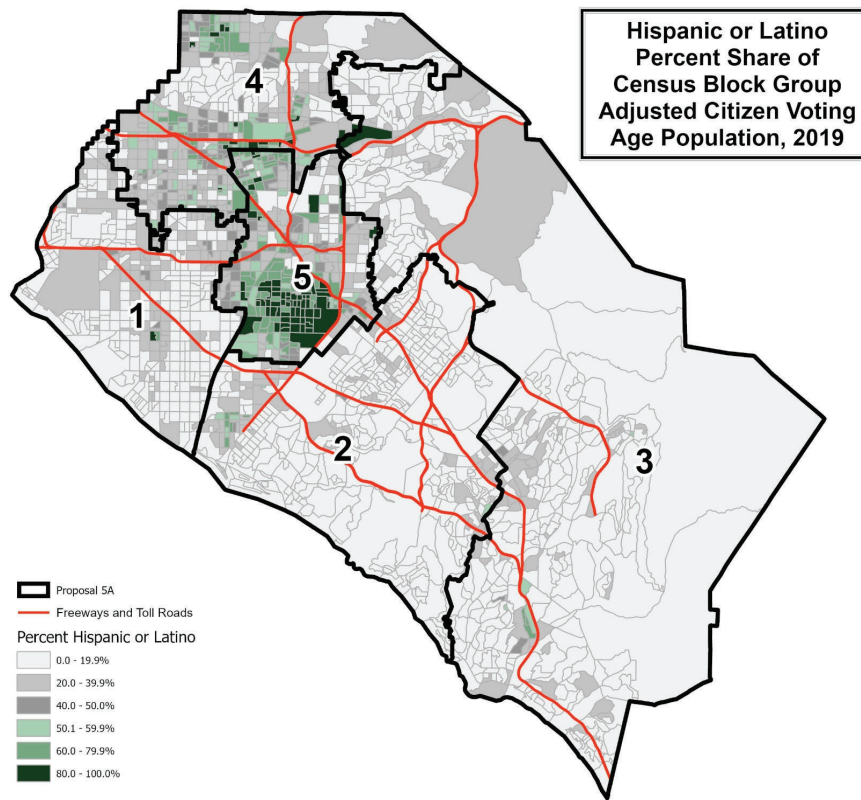 Hispanic or Latino
Percent Share of
Census Block Group
Adjusted Citizen Voting
Age Population, 2019
4
5
1
2
3
Proposal 5A
Freeways and Toll Roads
Percent Hispanic or Latino
0.0 - 19.9%
20.0 - 39.9%
40.0 - 50.0%
50.1 - 59.9%
60.0 - 79.9%
80.0 - 100.0%